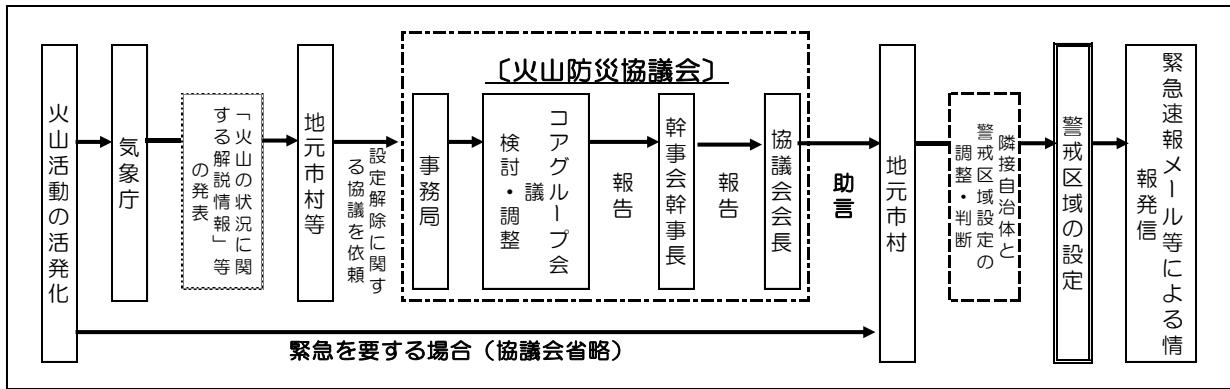 火山活動の活発化
気象庁
「火山の状況に関
する解説情報」等
の発表
地元市村等
設定解除に関す
る協議を依頼
〔火山防災協議会〕
事務局
コアグループ会
議
検討・調整
報告
幹事会幹事長
報告
協議会会長
助言
地元市村
隣接自治体と
警戒区域設定の
調整・判断
警戒区域の設定
緊急速報メール等による情
報発信
緊急を要する場合（協議会省略）